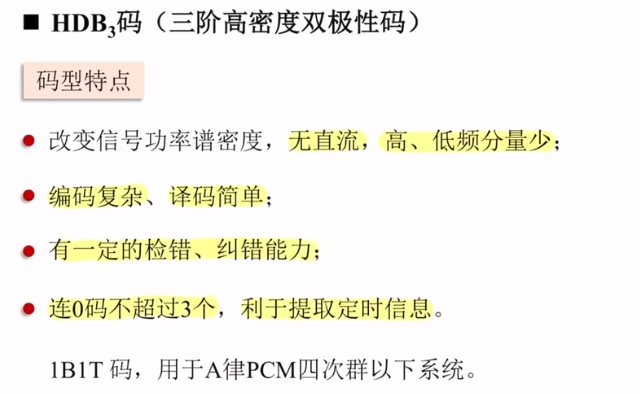 ■ HDB₃码（三阶高密度双极性码）
码型特点
● 改变信号功率谱密度，无直流，高、低频分量少；
● 编码复杂、译码简单；
● 有一定的检错、纠错能力；
● 连0码不超过3个，利于提取定时信息。
1B1T 码，用于A律PCM四次群以下系统。